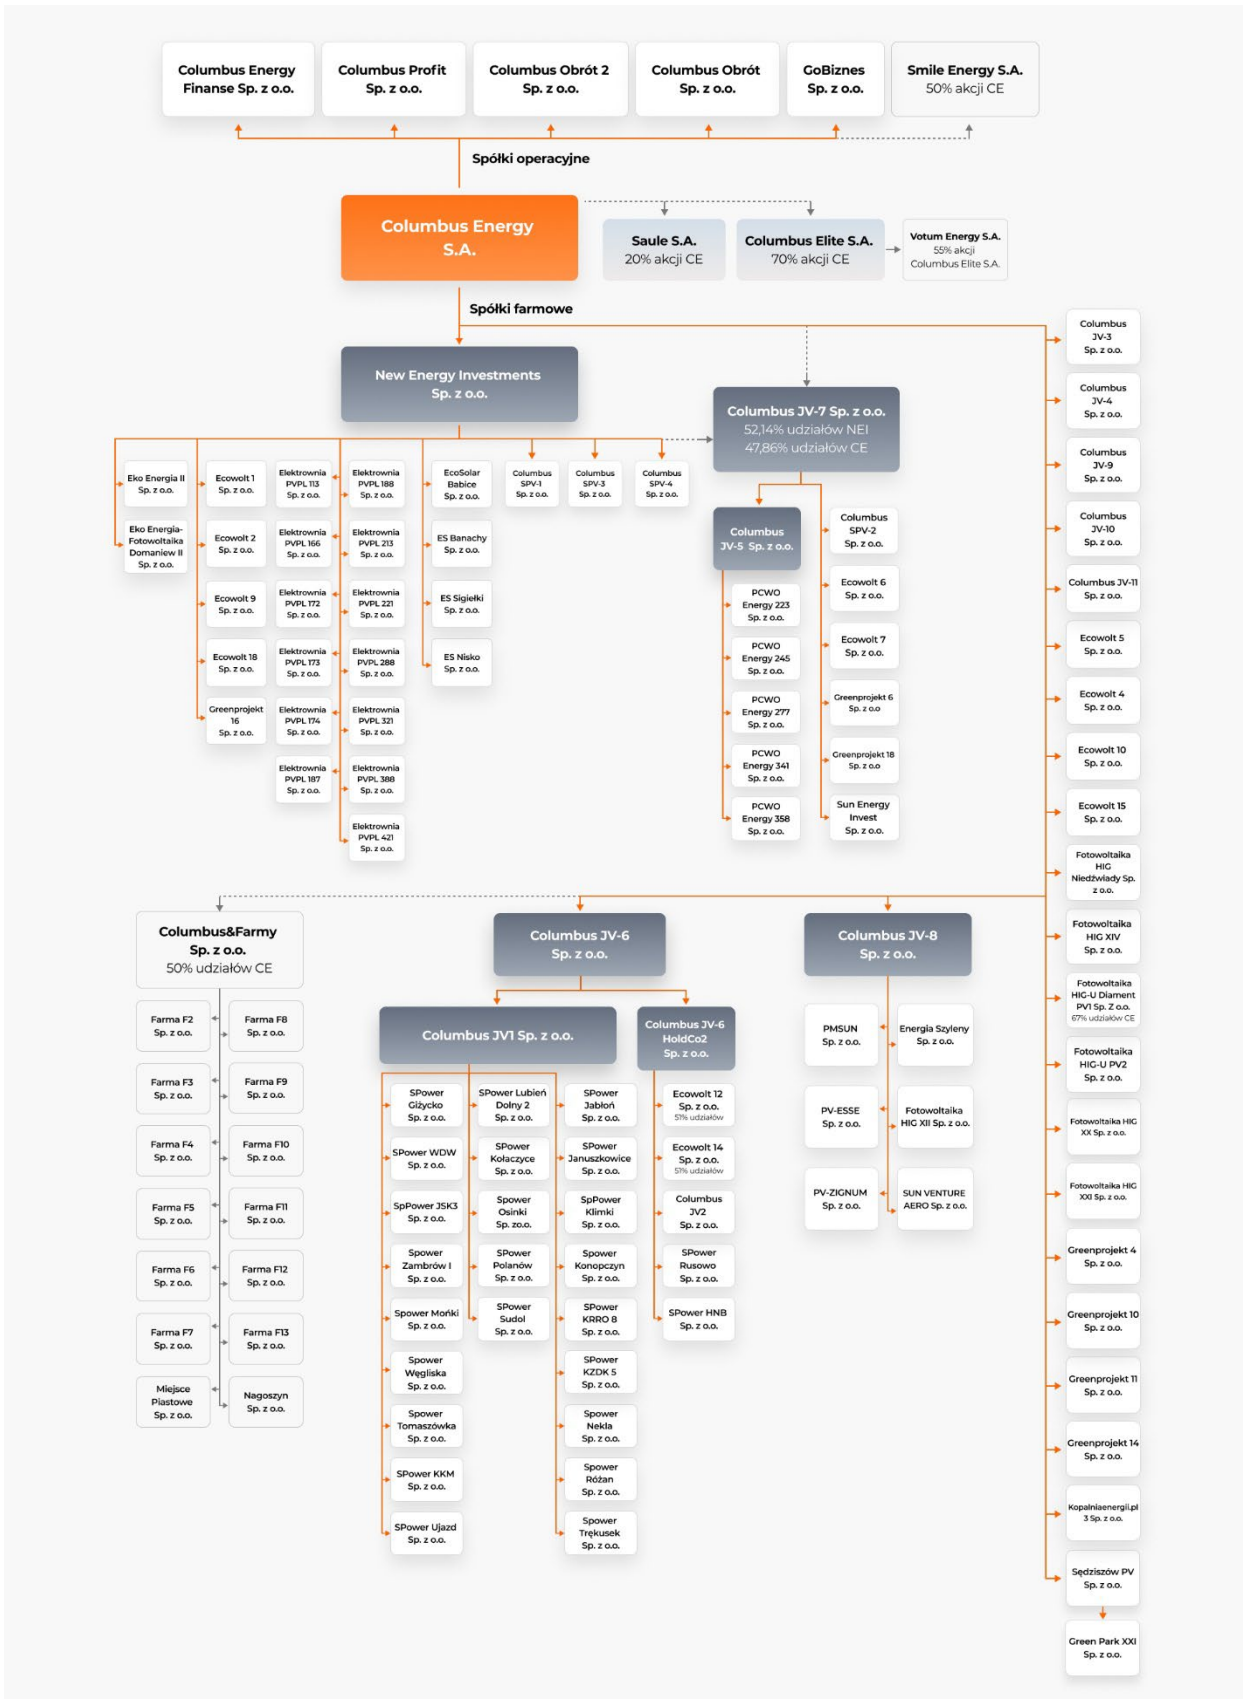 Columbus Energy
Finanse Sp. z o.o.
Columbus Profit
Sp. z o.o.
Columbus Obrót 2
Sp. z o.o.
Columbus Obrót
Sp. z o.o.
GoBiznes
Sp. z o.o.
Smile Energy S.A.
50% akcji CE
Spółki operacyjne
Columbus Energy
S.A.
Saule S.A.
20% akcji CE
Columbus Elite S.A.
70% akcji CE
Votum Energy S.A.
55% akcji
Columbus Elite S.A.
Spółki farmowe
New Energy Investments
Sp. z o.o.
Columbus JV-7 Sp. z o.o.
52,14% udziałów NEI
47,86% udziałów CE
Eko Energia II
Sp. z o.o.
Eko Energia-
Fotowoltaika
Domaniew II
Sp. z o.o.
Ecowolt 1
Sp. z o.o.
Ecowolt 2
Sp. z o.o.
Ecowolt 9
Sp. z o.o.
Ecowolt 18
Sp. z o.o.
Greenprojekt
16
Sp. z o.o.
Elektrownia
PVPL 113
Sp. z o.o.
Elektrownia
PVPL 166
Sp. z o.o.
Elektrownia
PVPL 172
Sp. z o.o.
Elektrownia
PVPL 173
Sp. z o.o.
Elektrownia
PVPL 174
Sp. z o.o.
Elektrownia
PVPL 187
Sp. z o.o.
Elektrownia
PVPL 188
Sp. z o.o.
Elektrownia
PVPL 213
Sp. z o.o.
Elektrownia
PVPL 221
Sp. z o.o.
Elektrownia
PVPL 288
Sp. z o.o.
Elektrownia
PVPL 321
Sp. z o.o.
Elektrownia
PVPL 388
Sp. z o.o.
Elektrownia
PVPL 421
Sp. z o.o.
EcoSolar
Babice
Sp. z o.o.
ES Banachy
Sp. z o.o.
ES Sigiełki
Sp. z o.o.
ES Nisko
Sp. z o.o.
Columbus
SPV-1
Sp. z o.o.
Columbus
SPV-3
Sp. z o.o.
Columbus
SPV-4
Sp. z o.o.
Columbus
JV-5 Sp. z o.o.
PCWO
Energy 223
Sp. z o.o.
PCWO
Energy 245
Sp. z o.o.
PCWO
Energy 277
Sp. z o.o.
PCWO
Energy 341
Sp. z o.o.
PCWO
Energy 358
Sp. z o.o.
Columbus
SPV-2
Sp. z o.o.
Ecowolt 6
Sp. z o.o.
Ecowolt 7
Sp. z o.o.
Greenprojekt 6
Sp. z o.o
Greenprojekt 18
Sp. z o.o
Sun Energy
Invest
Sp. z o.o.
Columbus
JV-3
Sp. z o.o.
Columbus
JV-4
Sp. z o.o.
Columbus
JV-9
Sp. z o.o.
Columbus
JV-10
Sp. z o.o.
Columbus JV-11
Sp. z o.o.
Ecowolt 5
Sp. z o.o.
Ecowolt 4
Sp. z o.o.
Ecowolt 10
Sp. z o.o.
Ecowolt 15
Sp. z o.o.
Fotowoltaika
HIG
Niedźwiady Sp.
z o.o.
Fotowoltaika
HIG XIV
Sp. z o.o.
Fotowoltaika
HIG-U Diament
PV1 Sp. Z o.o.
67% udziałów CE
Fotowoltaika
HIG-U PV2
Sp. z o.o.
Fotowoltaika HIG
XX Sp. z o.o.
Fotowoltaika HIG
XXI Sp. z o.o.
Greenprojekt 4
Sp. z o.o.
Greenprojekt 10
Sp. z o.o.
Greenprojekt 11
Sp. z o.o.
Greenprojekt 14
Sp. z o.o.
Kopalniaenergii.pl
3 Sp. z o.o.
Sędziszów PV
Sp. z o.o.
Green Park XXI
Sp. z o.o.
Columbus&Farmy
Sp. z o.o.
50% udziałów CE
Farma F2
Sp. z o.o.
Farma F8
Sp. z o.o.
Farma F3
Sp. z o.o.
Farma F9
Sp. z o.o.
Farma F4
Sp. z o.o.
Farma F10
Sp. z o.o.
Farma F5
Sp. z o.o.
Farma F11
Sp. z o.o.
Farma F6
Sp. z o.o.
Farma F12
Sp. z o.o.
Farma F7
Sp. z o.o.
Farma F13
Sp. z o.o.
Miejsce
Piastowe
Sp. z o.o.
Nagoszyn
Sp. z o.o.
Columbus JV-6
Sp. z o.o.
Columbus JV1 Sp. z o.o.
Columbus JV-6
HoldCo2
Sp. z o.o.
SPower
Giżycko
Sp. z o.o.
SPower WDW
Sp. z o.o.
SpPower JSK3
Sp. z o.o.
Spower
Zambrów I
Sp. z o.o.
Spower Mońki
Sp. z o.o.
Spower
Węgliska
Sp. z o.o.
Spower
Tomaszówka
Sp. z o.o.
SPower KKM
Sp. z o.o.
SPower Ujazd
Sp. z o.o.
SPower Lubień
Dolny 2
Sp. z o.o.
SPower
Kołaczyce
Sp. z o.o.
Spower
Osinki
Sp. zo.o.
SPower
Polanów
Sp. z o.o.
SPower
Sudol
Sp. z o.o.
SPower
Jabłoń
Sp. z o.o.
SPower
Januszkowice
Sp. z o.o.
SpPower
Klimki
Sp. z o.o.
Spower
Konopczyn
Sp. z o.o.
SPower
KRRO 8
Sp. z o.o.
SPower
KZDK 5
Sp. z o.o.
Spower
Nekla
Sp. z o.o.
Spower
Różan
Sp. z o.o.
Spower
Trękusek
Sp. z o.o.
Ecowolt 12
Sp. z o.o.
51% udziałów
Ecowolt 14
Sp. z o.o.
51% udziałów
Columbus
JV2
Sp. z o.o.
SPower
Rusowo
Sp. z o.o.
SPower HNB
Sp. z o.o.
Columbus JV-8
Sp. z o.o.
PMSUN
Sp. z o.o.
Energia Szyleny
Sp. z o.o.
PV-ESSE
Sp. z o.o.
Fotowoltaika
HIG XII Sp. z o.o.
PV-ZIGNUM
Sp. z o.o.
SUN VENTURE
AERO Sp. z o.o.